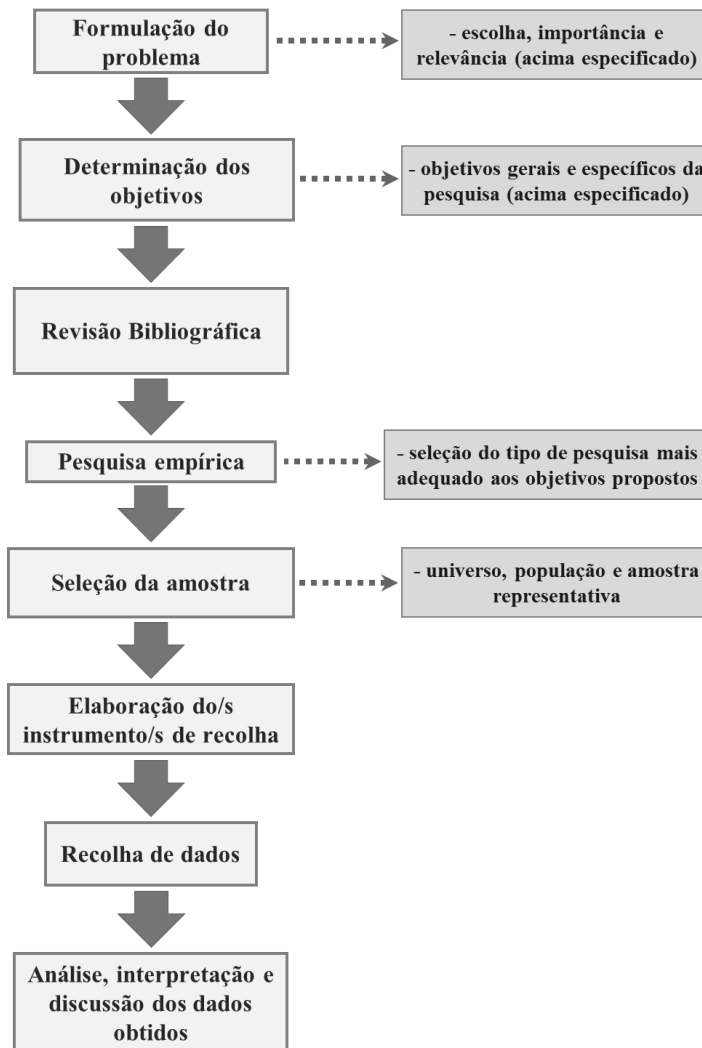 Formulação do
problema
- escolha, importância e
relevância (acima especificado)
Determinação dos
objetivos
- objetivos gerais e específicos da
pesquisa (acima especificado)
Revisão Bibliográfica
Pesquisa empírica
- seleção do tipo de pesquisa mais
adequado aos objetivos propostos
Seleção da amostra
- universo, população e amostra
representativa
Elaboração do/s
instrumento/s de recolha
Recolha de dados
Análise, interpretação e
discussão dos dados
obtidos